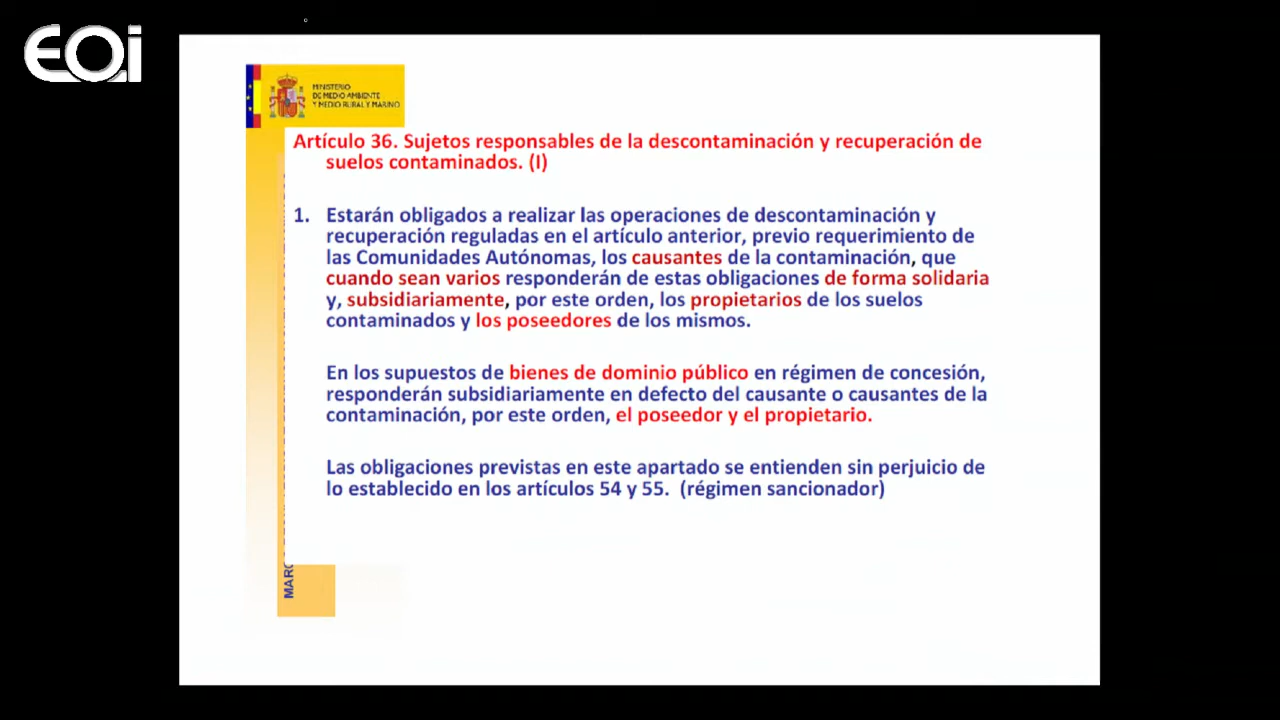 EOi
MINISTERIO
DE MEDIO AMBIENTE
Y MEDIO RURAL Y MARINO
Artículo 36. Sujetos responsables de la descontaminación y recuperación de
suelos contaminados. (I)
1. Estarán obligados a realizar las operaciones de descontaminación y
recuperación reguladas en el artículo anterior, previo requerimiento de
las Comunidades Autónomas, los causantes de la contaminación, que
cuando sean varios responderán de estas obligaciones de forma solidaria
y, subsidiariamente, por este orden, los propietarios de los suelos
contaminados y los poseedores de los mismos.
En los supuestos de bienes de dominio público en régimen de concesión,
responderán subsidiariamente en defecto del causante o causantes de la
contaminación, por este orden, el poseedor y el propietario.
Las obligaciones previstas en este apartado se entienden sin perjuicio de
lo establecido en los artículos 54 y 55. (régimen sancionador)